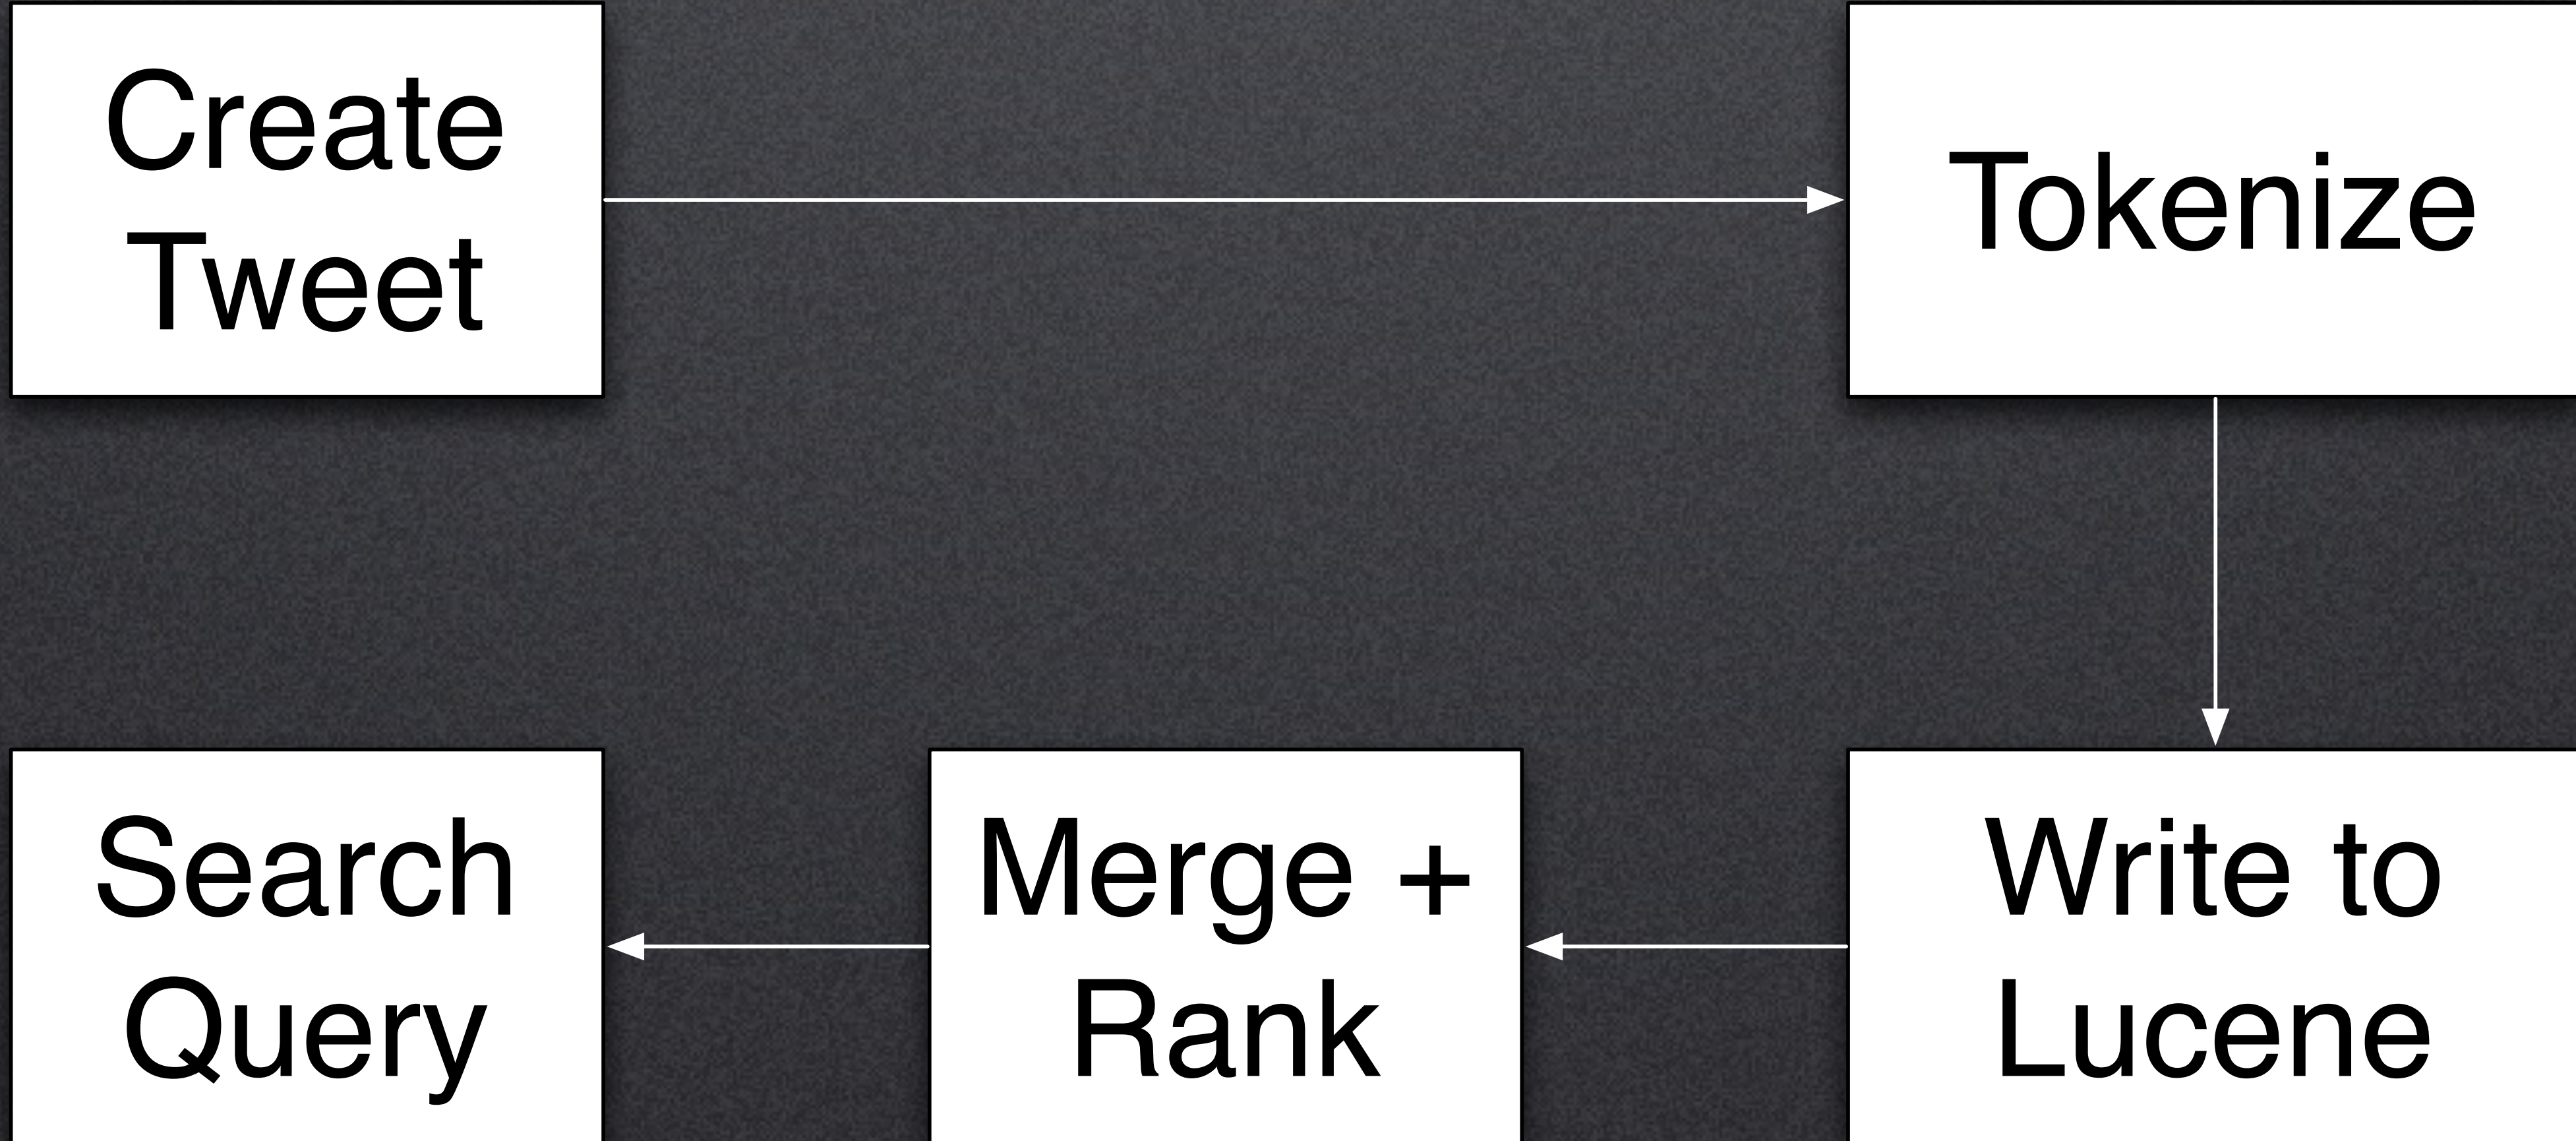 Create
Tweet
Tokenize
Search
Query
Merge +
Rank
Write to
Lucene